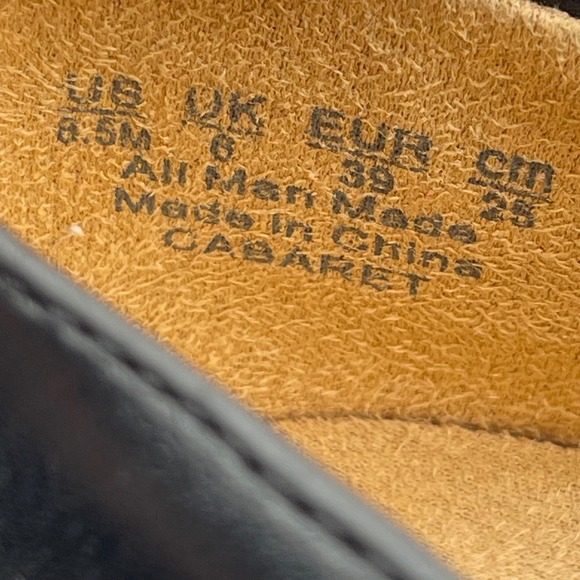 US UK EUR cm
8.5M 6 39 25
All Man Made
Made In China
CABARET